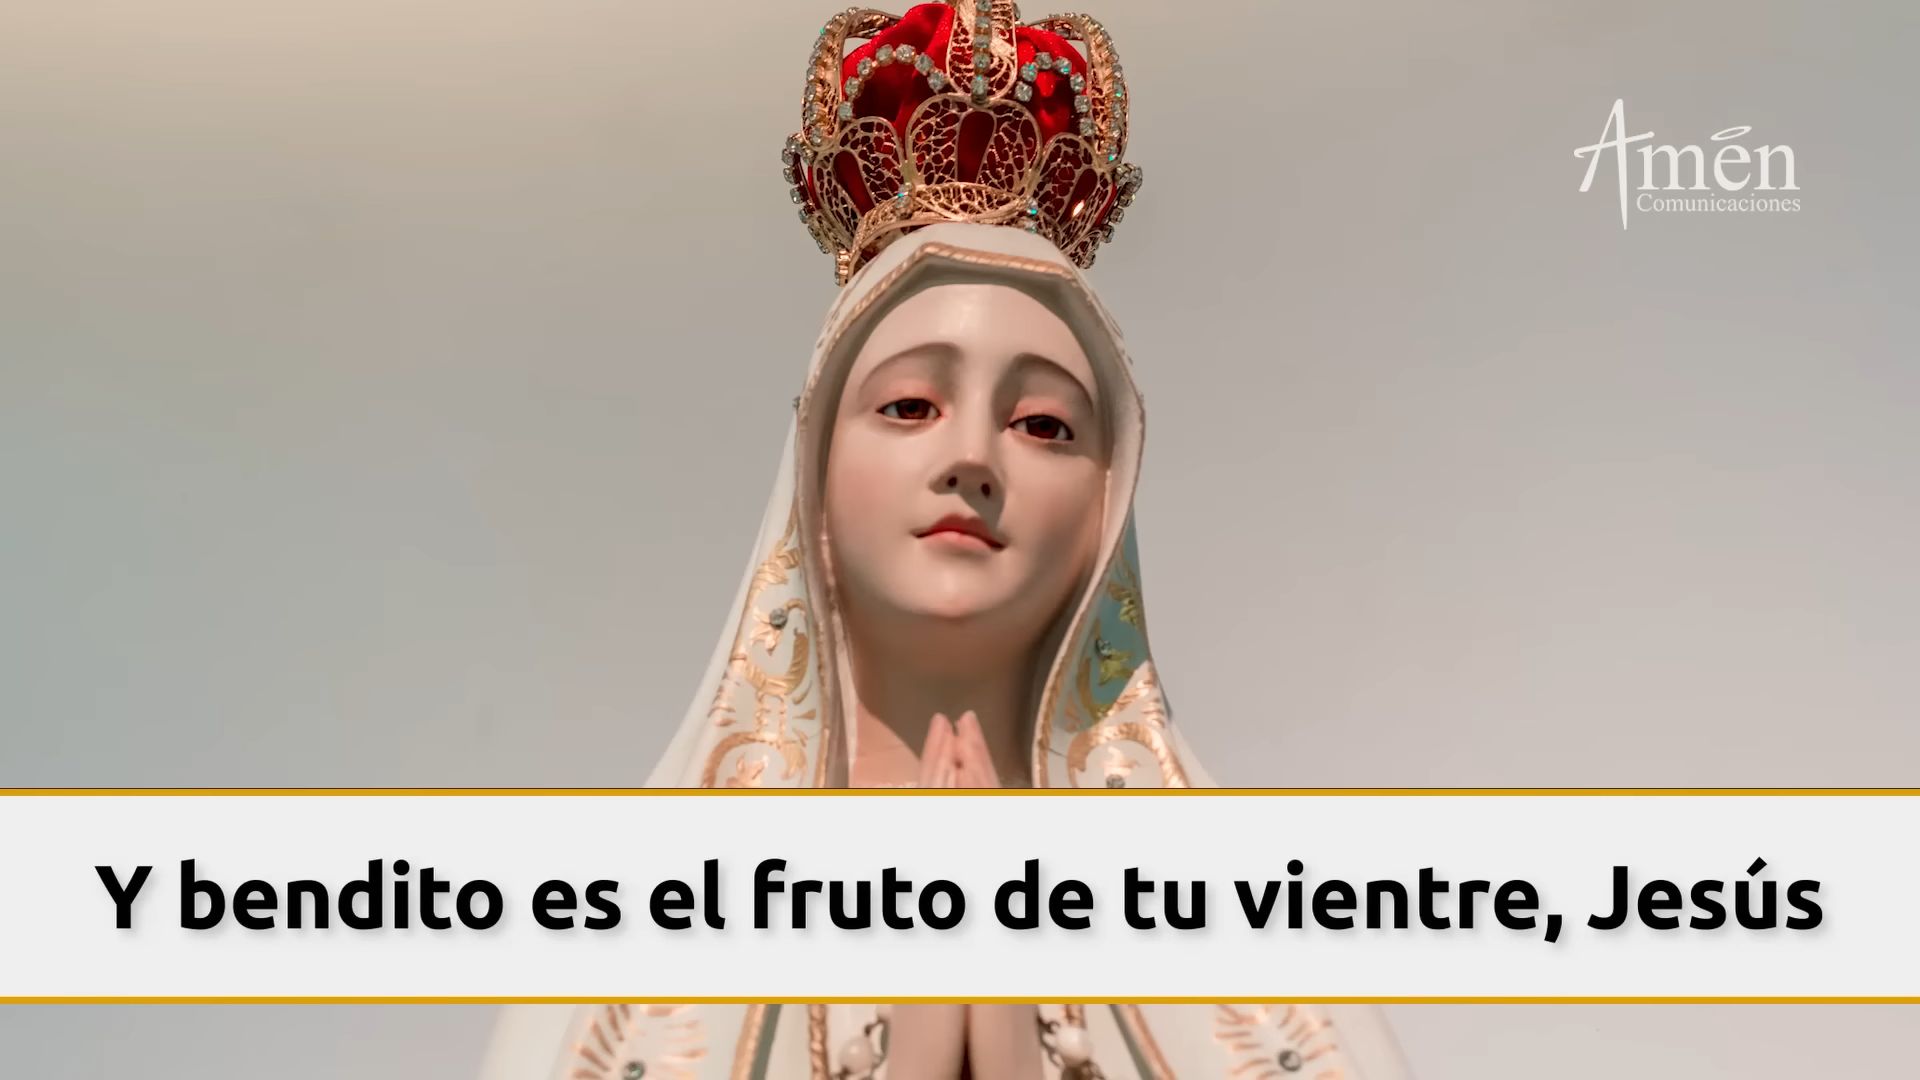 Amén
Comunicaciones
Y bendito es el fruto de tu vientre, Jesús